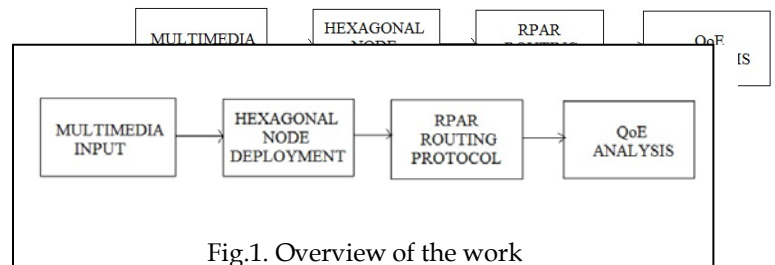 MULTIMEDIA
HEXAGONAL
RPAR
QoE
IS
MULTIMEDIA
INPUT
HEXAGONAL
NODE
DEPLOYMENT
RPAR
ROUTING
PROTOCOL
QoE
ANALYSIS
Fig.1. Overview of the work